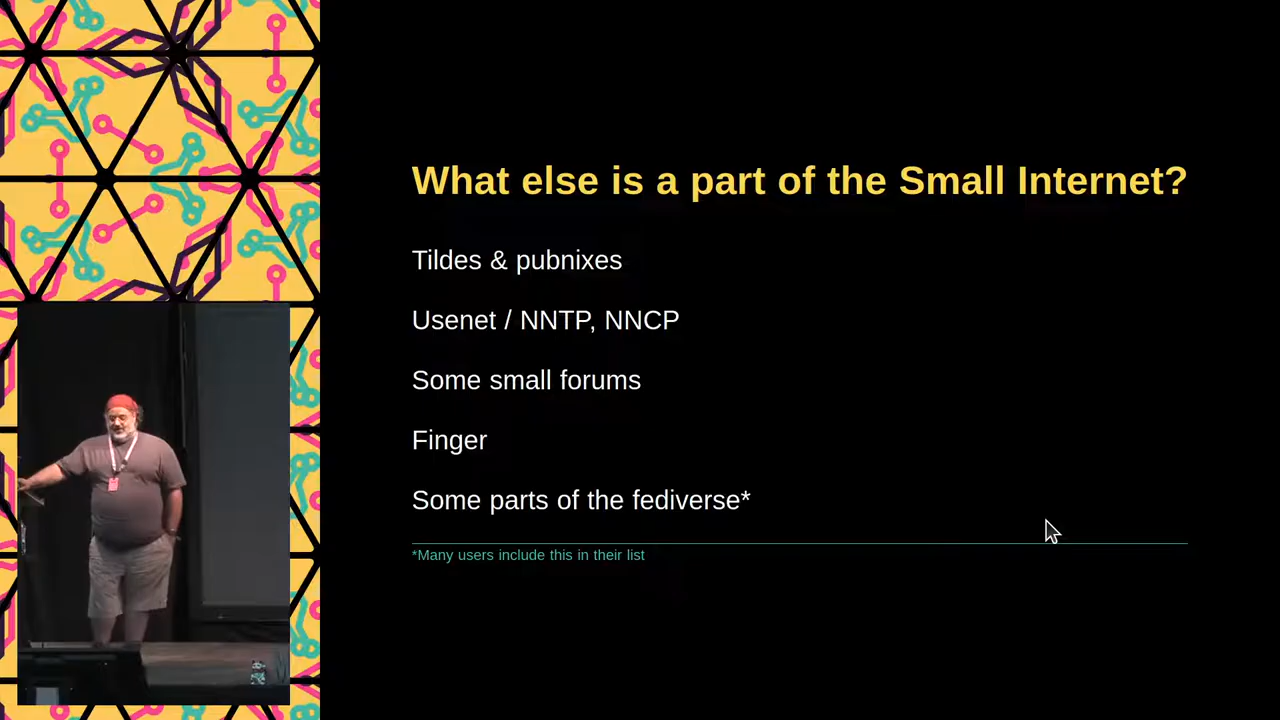 What else is a part of the Small Internet?
Tildes & pubnixes
Usenet / NNTP, NNCP
Some small forums
Finger
Some parts of the fediverse*
*Many users include this in their list